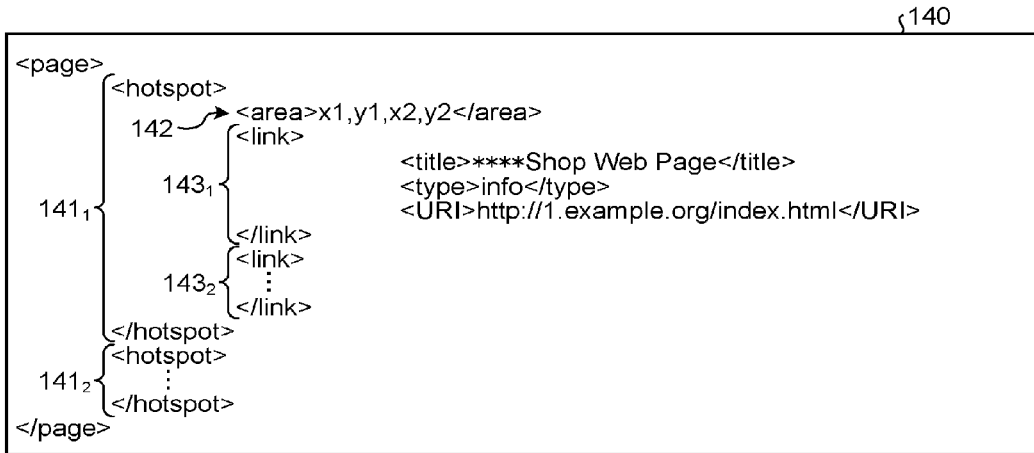 140
<page>
<hotspot>
142 <area>x1,y1,x2,y2</area>
<link>
<title>****Shop Web Page</title>
143₁ <type>info</type>
141₁ <URI>http://1.example.org/index.html</URI>
</link>
<link>
143₂ ⋮
</link>
</hotspot>
<hotspot>
141₂ ⋮
</hotspot>
</page>